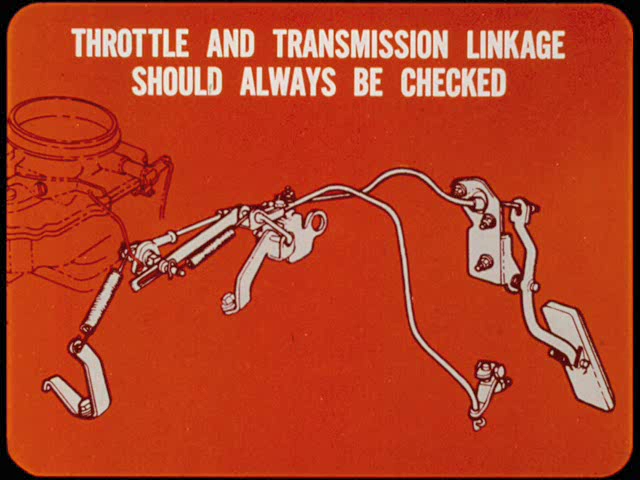 THROTTLE AND TRANSMISSION LINKAGE
SHOULD ALWAYS BE CHECKED